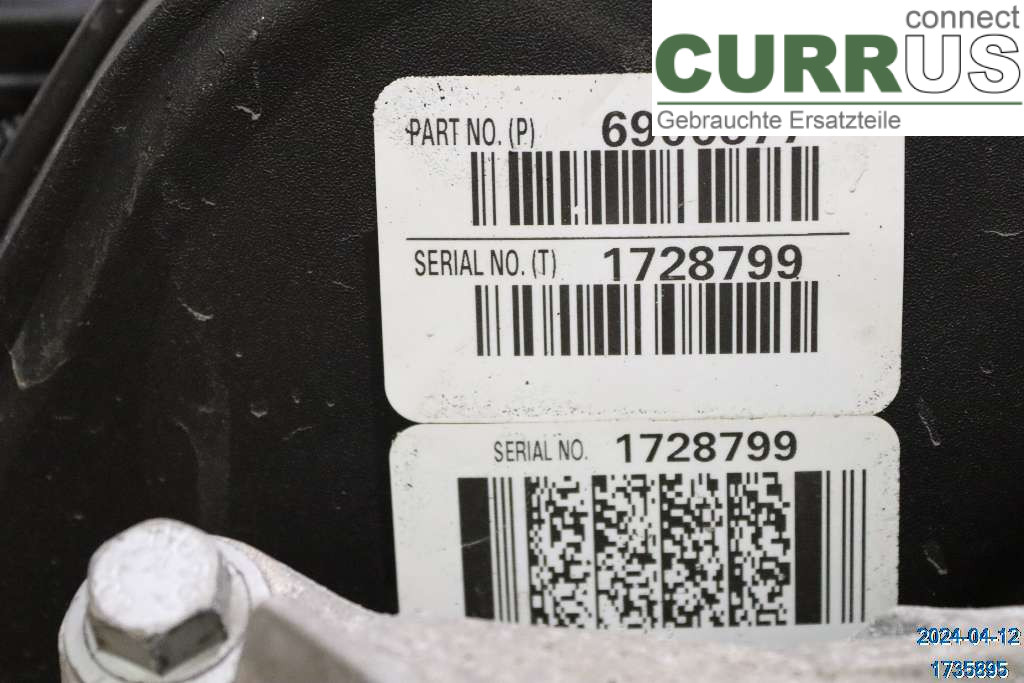 connect
CURRUS
Gebrauchte Ersatzteile
PART NO. (P)
SERIAL NO. (T) 1728799
SERIAL NO. 1728799
2024-04-12
1735895